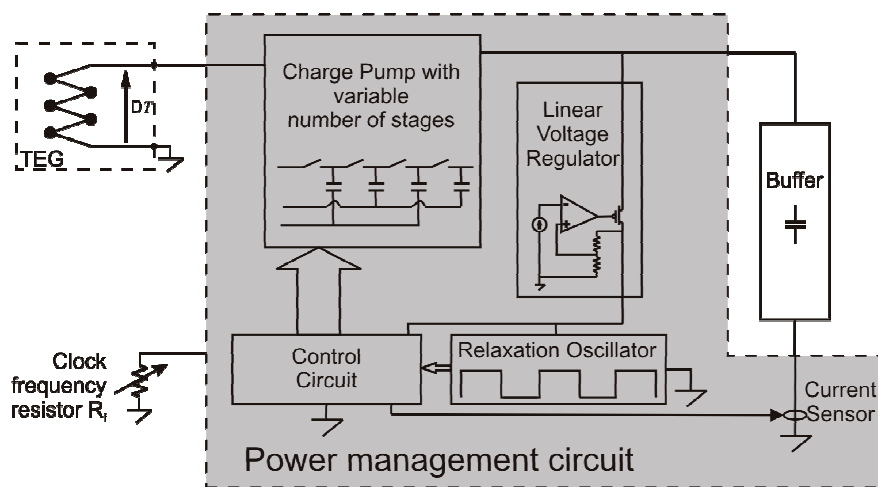 Charge Pump with
variable
number of stages
DT
TEG
Linear
Voltage
Regulator
Buffer
Clock
frequency
resistor Rf
Control
Circuit
Relaxation Oscillator
Current
Sensor
Power management circuit